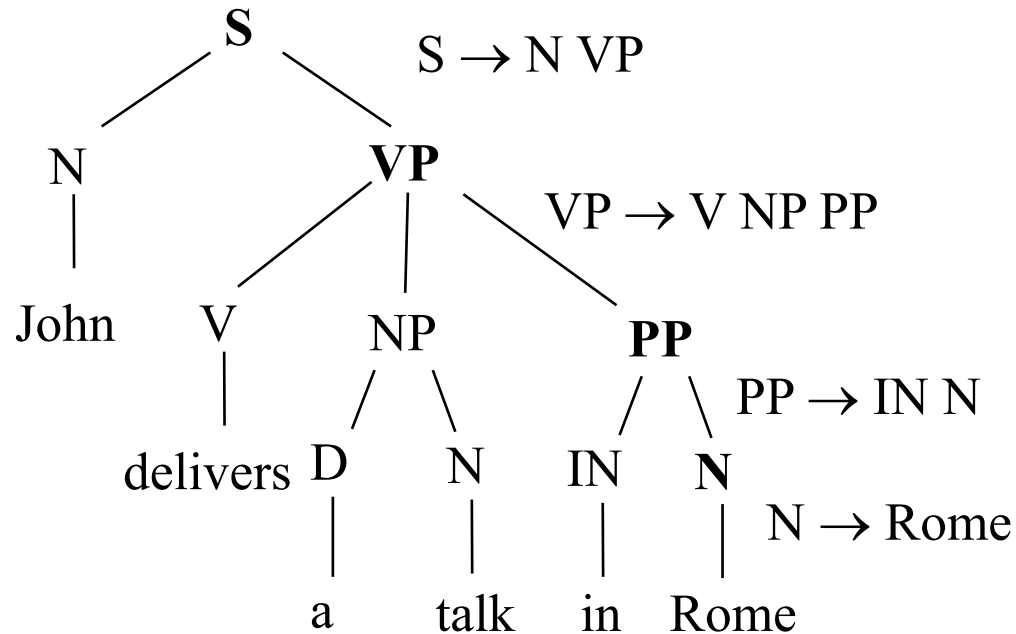 S
S → N VP
N
VP
VP → V NP PP
John
V
NP
PP
PP → IN N
delivers
D
N
IN
N
N → Rome
a
talk
in
Rome